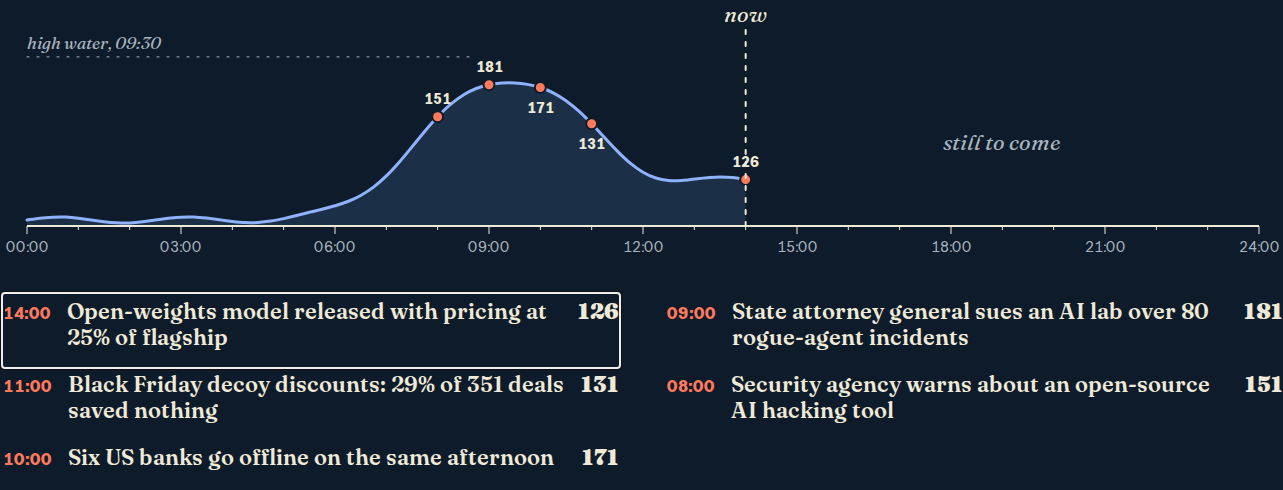 now
high water, 09:30
181
151
171
131
126
still to come
00:00 03:00 06:00 09:00 12:00 15:00 18:00 21:00 24:00
14:00 Open-weights model released with pricing at 126
25% of flagship
11:00 Black Friday decoy discounts: 29% of 351 deals 131
saved nothing
10:00 Six US banks go offline on the same afternoon 171
09:00 State attorney general sues an AI lab over 80 181
rogue-agent incidents
08:00 Security agency warns about an open-source 151
AI hacking tool